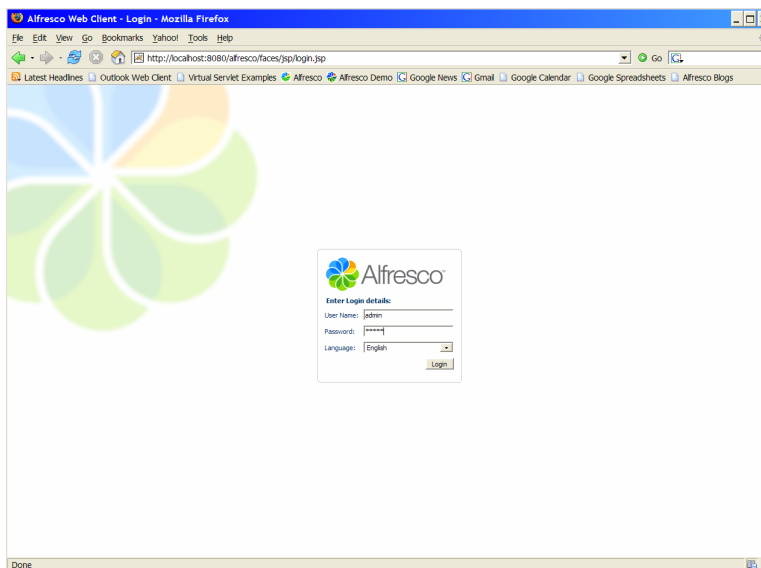 Alfresco Web Client - Login - Mozilla Firefox
File Edit View Go Bookmarks Yahoo! Tools Help
http://localhost:8080/alfresco/faces/jsp/login.jsp Go G
Latest Headlines Outlook Web Client Virtual Servlet Examples Alfresco Alfresco Demo Google News Gmail Google Calendar Google Spreadsheets Alfresco Blogs
Alfresco™
Enter Login details:
User Name: admin
Password: *****
Language: English
Login
Done